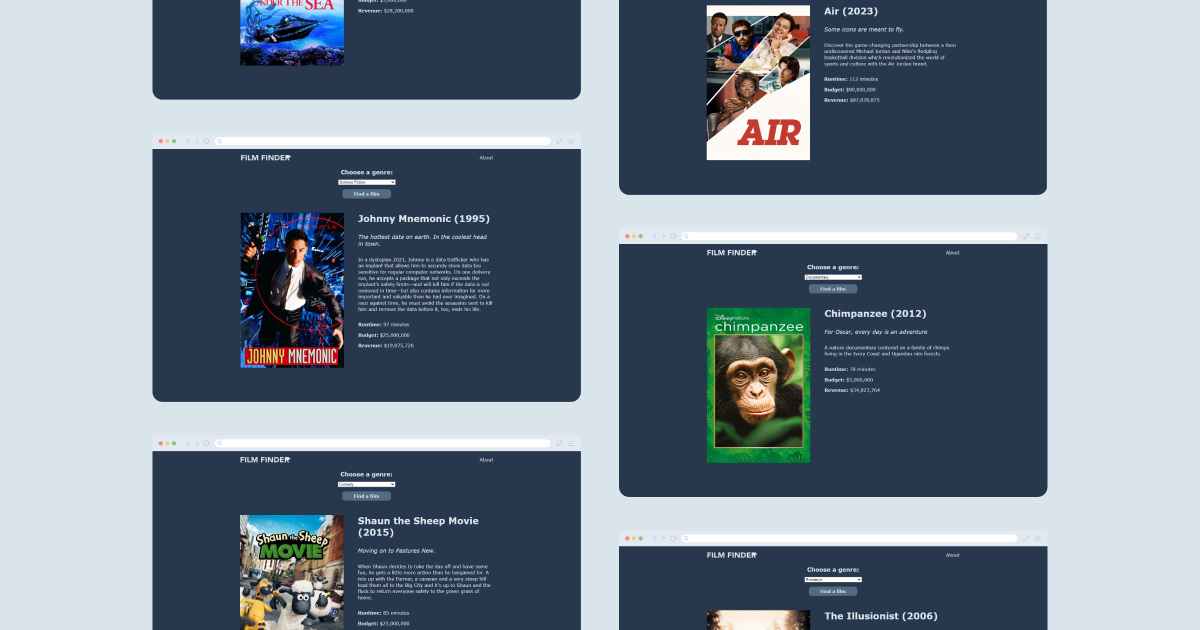 UNDER THE SEA
Revenue: $28,200,000
FILM FINDER
About
Choose a genre:
Science Fiction
Find a film
Johnny Mnemonic (1995)
The hottest data on earth. In the coolest head
in town.
In a dystopian 2021, Johnny is a data trafficker who has
an implant that allows him to securely store data too
sensitive for regular computer networks. On one delivery
run, he accepts a package that not only exceeds the
implant's safety limits—and will kill him if the data is not
removed in time—but also contains information far more
important and valuable than he had ever imagined. On a
race against time, he must avoid the assassins sent to kill
him and remove the data before it, too, ends his life.
Runtime: 97 minutes
Budget: $25,000,000
Revenue: $19,075,720
JOHNNY MNEMONIC
FILM FINDER
About
Choose a genre:
Comedy
Find a film
Shaun the Sheep
MOVIE
Shaun the Sheep Movie
(2015)
Moving on to Pastures New.
When Shaun decides to take the day off and have some
fun, he gets a little more action than he bargained for. A
mix up with the Farmer, a caravan and a very steep hill
lead them all to the Big City and it's up to Shaun and the
flock to return everyone safely to the green grass of
home.
Runtime: 85 minutes
Budget: $25,000,000
Air (2023)
Some icons are meant to fly.
Discover the game-changing partnership between a then
undiscovered Michael Jordan and Nike's fledgling
basketball division which revolutionized the world of
sports and culture with the Air Jordan brand.
Runtime: 112 minutes
Budget: $90,000,000
Revenue: $87,078,875
AIR
FILM FINDER
About
Choose a genre:
Documentary
Find a film
Disneynature
chimpanzee
Chimpanzee (2012)
For Oscar, every day is an adventure
A nature documentary centered on a family of chimps
living in the Ivory Coast and Ugandan rain forests.
Runtime: 78 minutes
Budget: $5,000,000
Revenue: $34,823,764
FILM FINDER
About
Choose a genre:
Romance
Find a film
The Illusionist (2006)